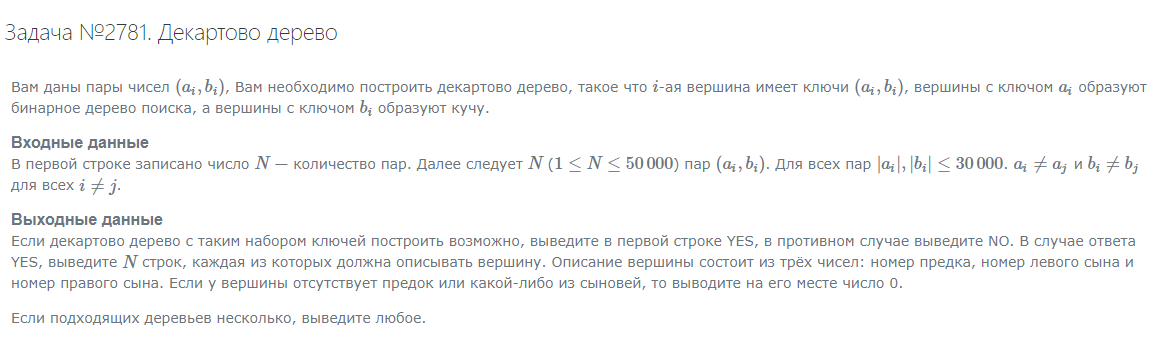 Задача №2781. Декартово дерево
Вам даны пары чисел (aᵢ, bᵢ), Вам необходимо построить декартово дерево, такое что i-ая вершина имеет ключи (aᵢ, bᵢ), вершины с ключом aᵢ образуют
бинарное дерево поиска, а вершины с ключом bᵢ образуют кучу.
Входные данные
В первой строке записано число N — количество пар. Далее следует N (1 ≤ N ≤ 50 000) пар (aᵢ, bᵢ). Для всех пар |aᵢ|, |bᵢ| ≤ 30 000. aᵢ ≠ aⱼ и bᵢ ≠ bⱼ
для всех i ≠ j.
Выходные данные
Если декартово дерево с таким набором ключей построить возможно, выведите в первой строке YES, в противном случае выведите NO. В случае ответа
YES, выведите N строк, каждая из которых должна описывать вершину. Описание вершины состоит из трёх чисел: номер предка, номер левого сына и
номер правого сына. Если у вершины отсутствует предок или какой-либо из сыновей, то выводите на его месте число 0.
Если подходящих деревьев несколько, выведите любое.